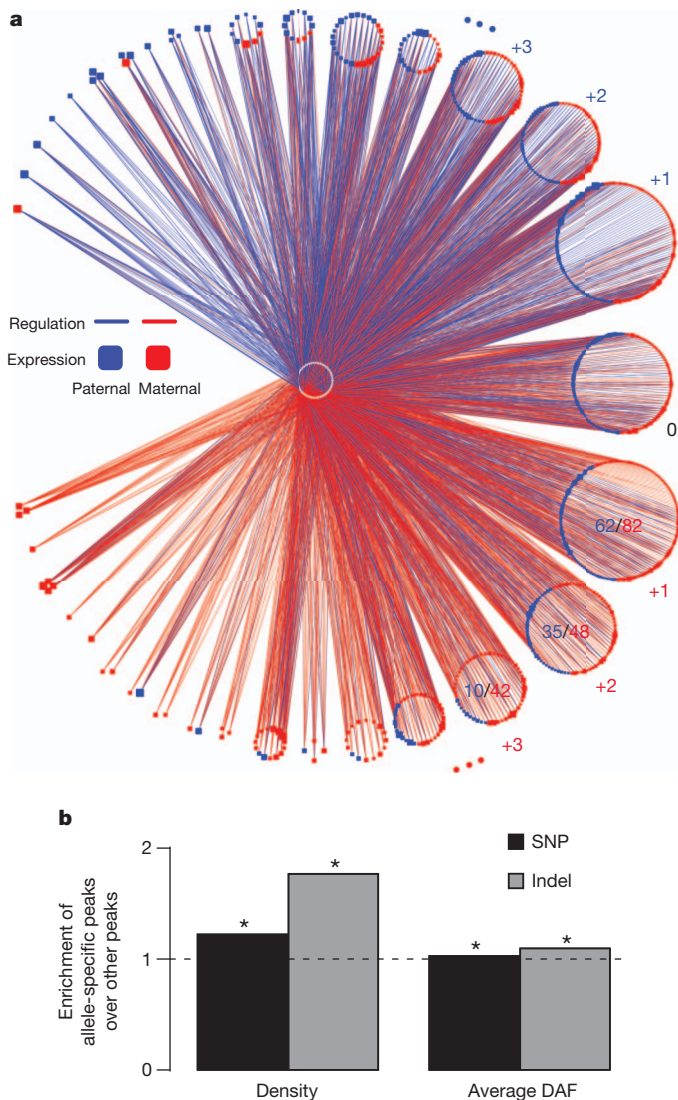 a
+3
+2
+1
Regulation
Expression
Paternal Maternal
0
62/82
+1
35/48
+2
10/42
+3
b
2
SNP
Indel
Enrichment of
allele-specific peaks
over other peaks
* * * *
1
0
Density Average DAF